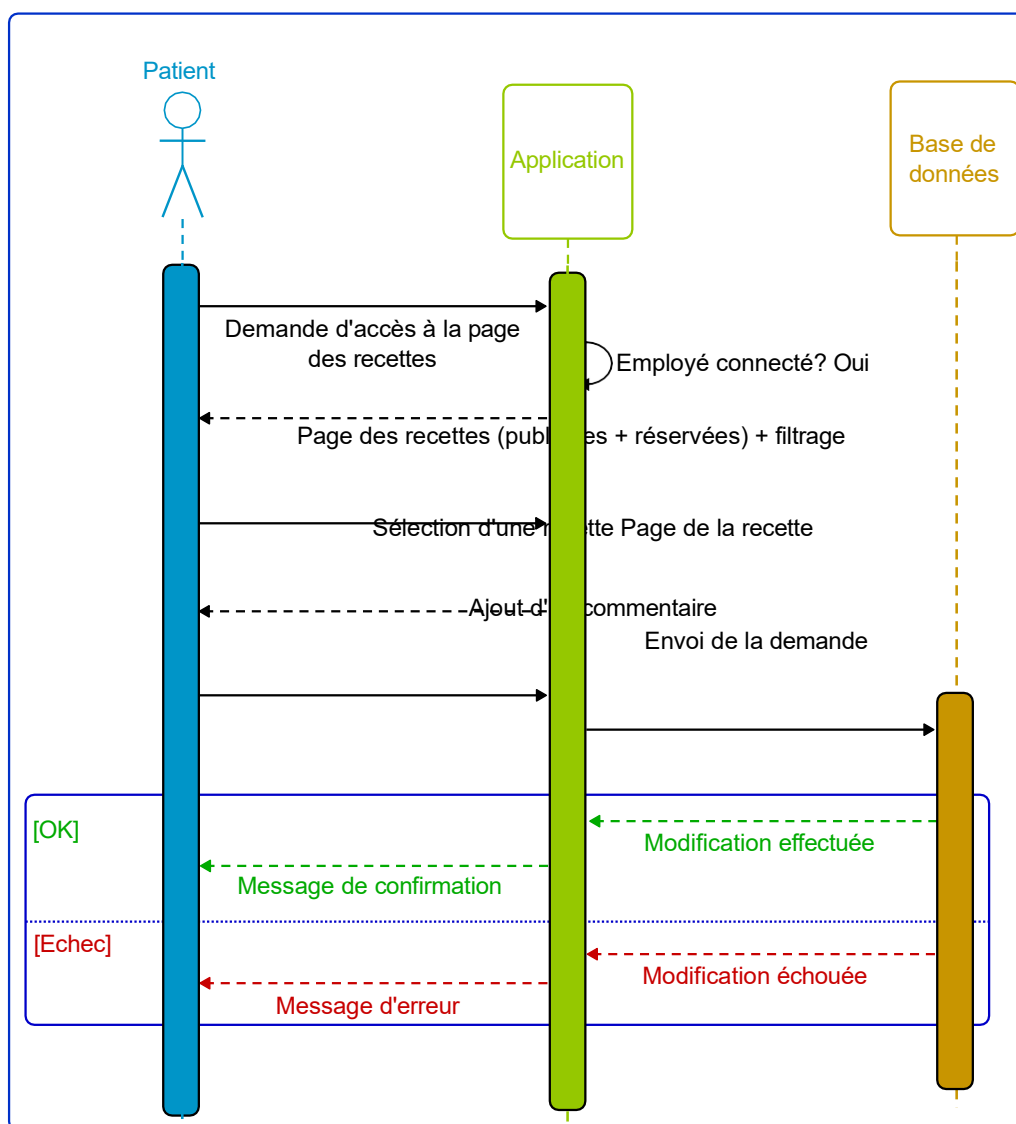 Patient
Application
Base de
données
Demande d'accès à la page
des recettes
Employé connecté? Oui
Page des recettes (publ es + réservées) + filtrage
Sélection d'une ette Page de la recette
Ajout d' commentaire
Envoi de la demande
[OK]
Modification effectuée
Message de confirmation
[Echec]
Modification échouée
Message d'erreur